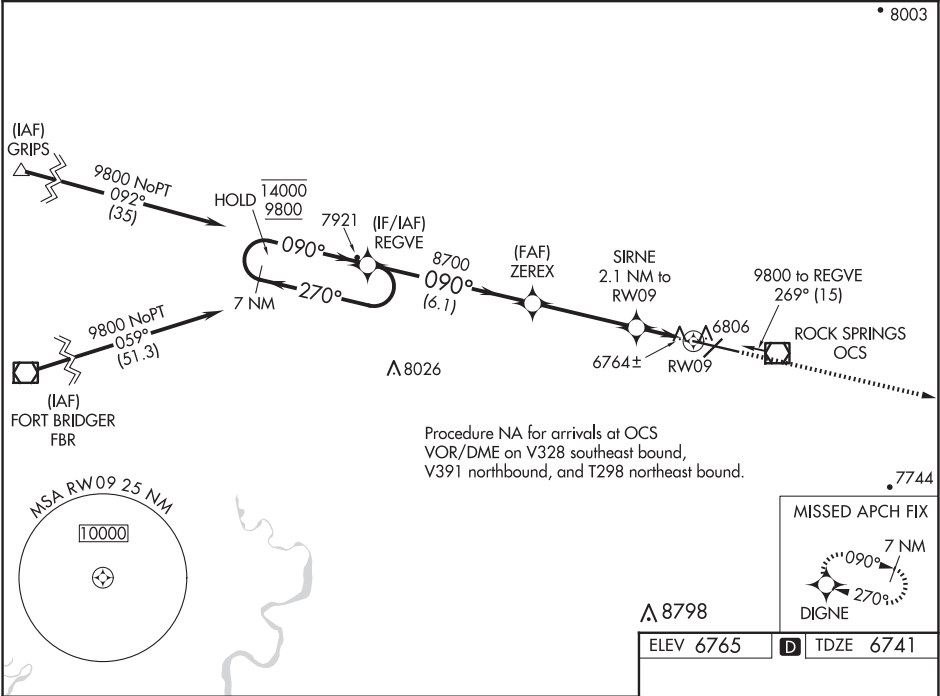 8003
(IAF)
GRIPS
9800 NoPT
092°
(35)
HOLD
14000
9800
7921
(IF/IAF)
REGVE
090°
270°
7 NM
8700
090°
(6.1)
(FAF)
ZEREX
SIRNE
2.1 NM to
RW09
9800 to REGVE
269° (15)
6806
ROCK SPRINGS
OCS
6764±
RW09
9800 NoPT
059°
(51.3)
(IAF)
FORT BRIDGER
FBR
8026
Procedure NA for arrivals at OCS
VOR/DME on V328 southeast bound,
V391 northbound, and T298 northeast bound.
7744
MSA RW09 25 NM
10000
MISSED APCH FIX
7 NM
090°
270°
DIGNE
8798
ELEV 6765 D TDZE 6741